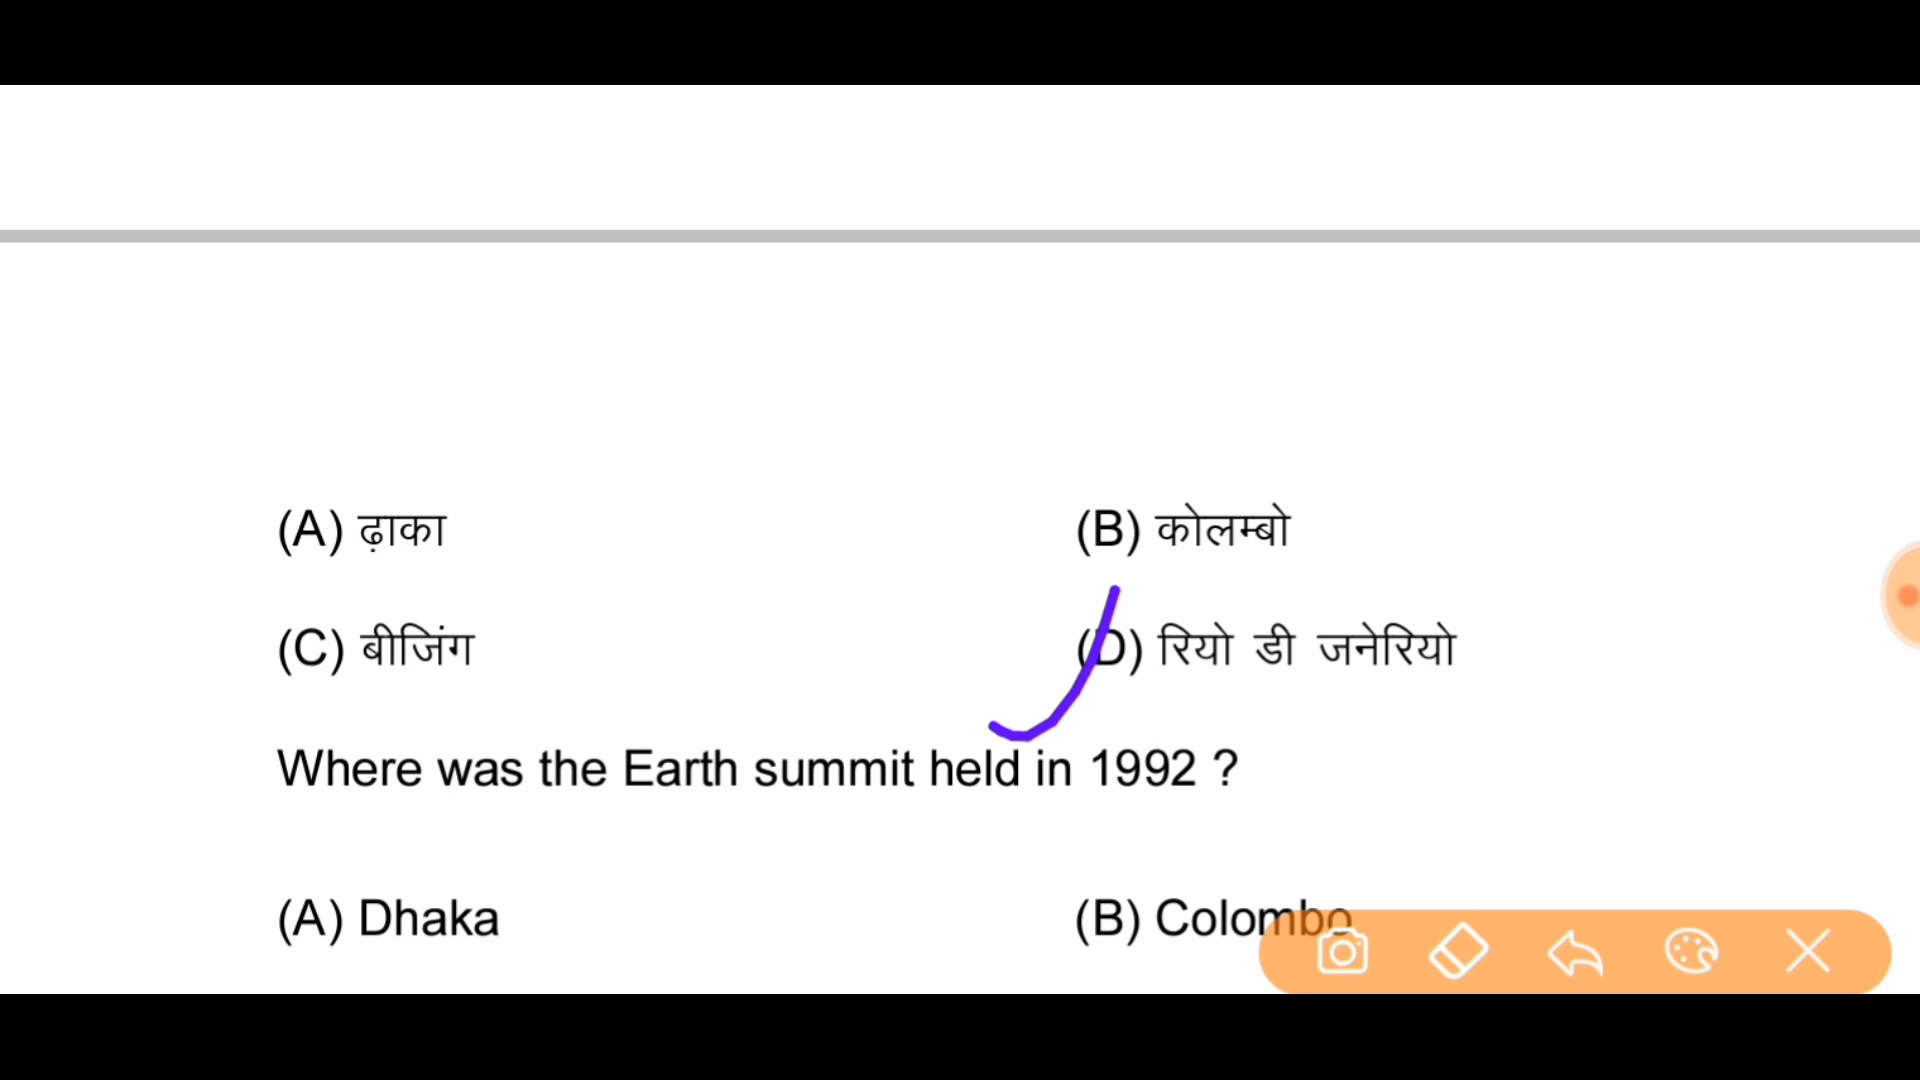 (A) ढ़ाका (B) कोलम्बो
(C) बीजिंग (D) रियो डी जनेरियो
Where was the Earth summit held in 1992 ?
(A) Dhaka (B) Colombo